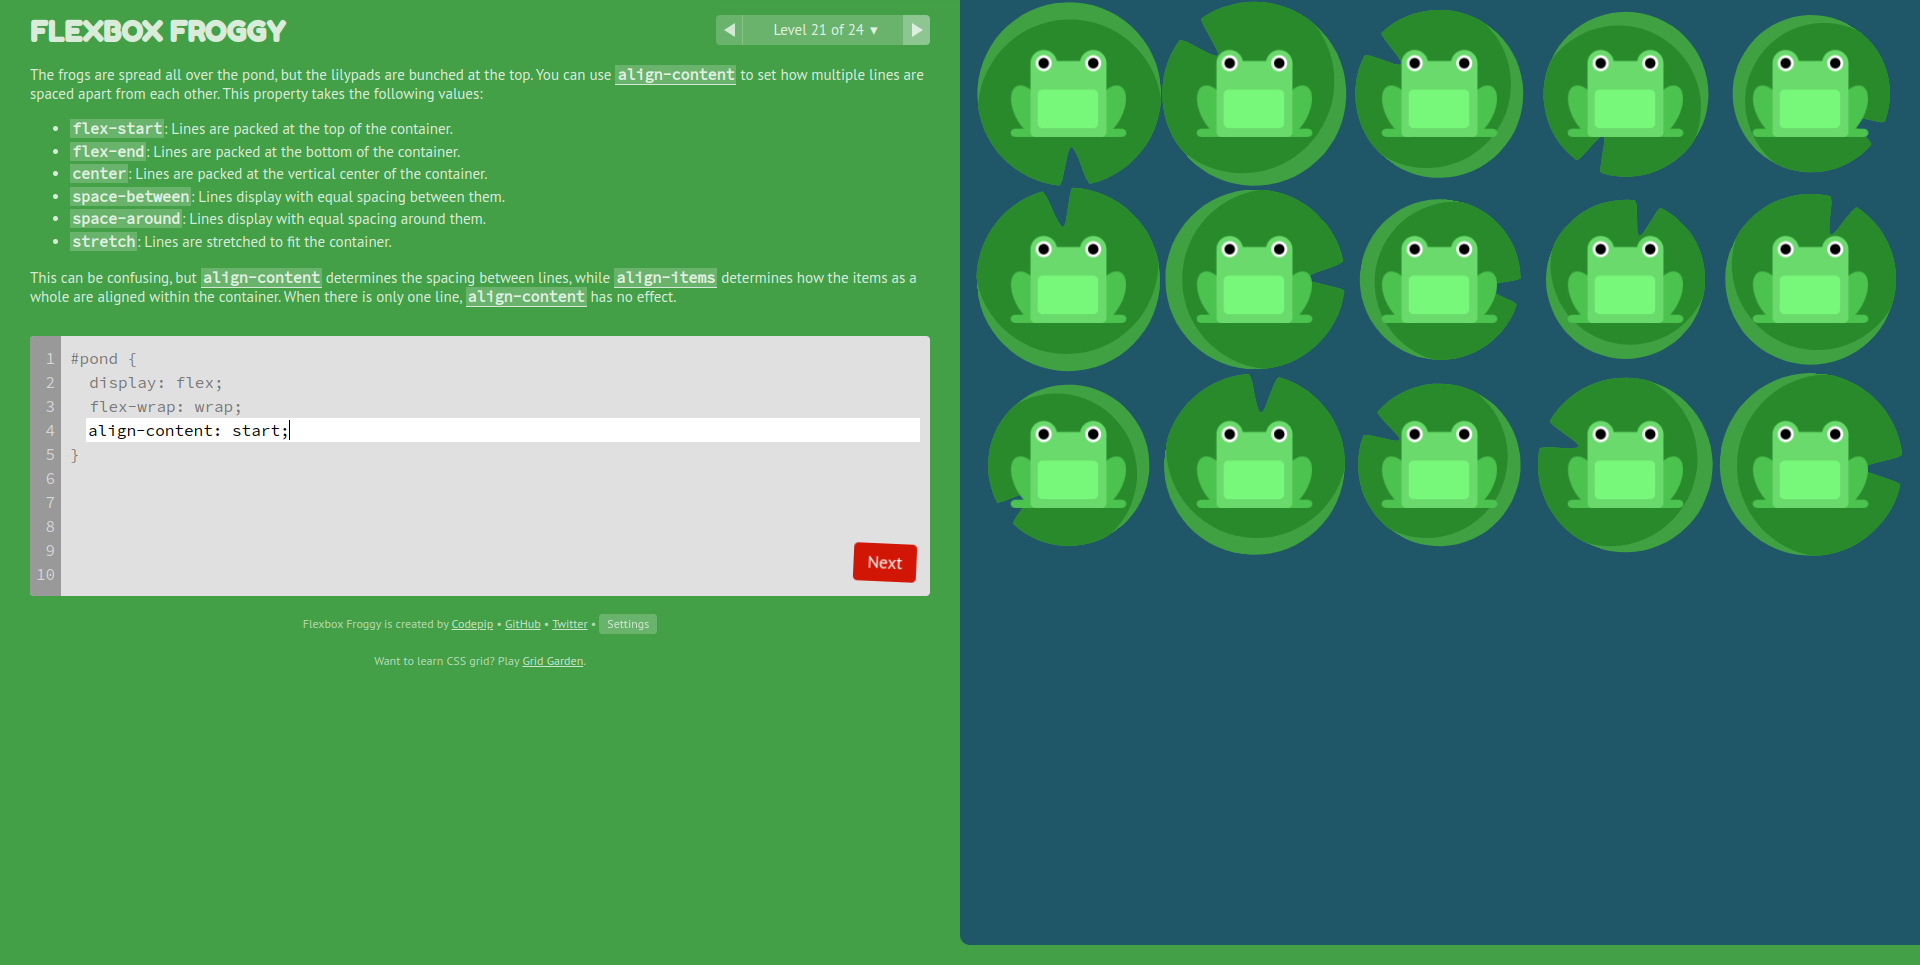 FLEXBOX FROGGY
◀ Level 21 of 24 ▼ ▶
The frogs are spread all over the pond, but the lilypads are bunched at the top. You can use align-content to set how multiple lines are
spaced apart from each other. This property takes the following values:
• flex-start: Lines are packed at the top of the container.
• flex-end: Lines are packed at the bottom of the container.
• center: Lines are packed at the vertical center of the container.
• space-between: Lines display with equal spacing between them.
• space-around: Lines display with equal spacing around them.
• stretch: Lines are stretched to fit the container.
This can be confusing, but align-content determines the spacing between lines, while align-items determines how the items as a
whole are aligned within the container. When there is only one line, align-content has no effect.
1 #pond {
2 display: flex;
3 flex-wrap: wrap;
4 align-content: start;
5 }
6
7
8
9
10
Next
Flexbox Froggy is created by Codepip • GitHub • Twitter • Settings
Want to learn CSS grid? Play Grid Garden.